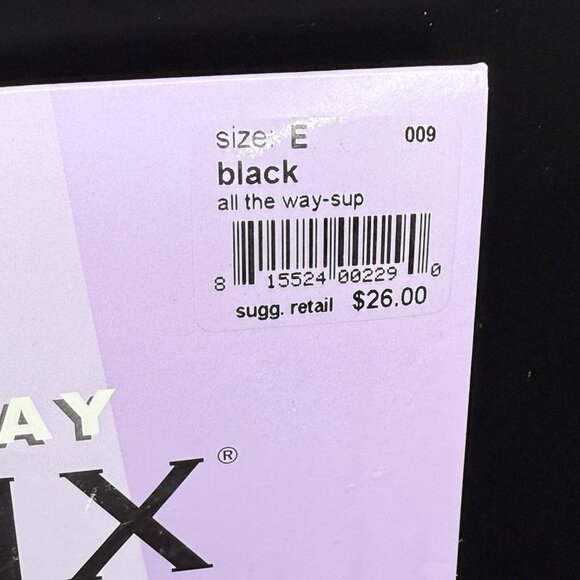 size: E 009
black
all the way-sup
8 15524 00229 0
sugg. retail $26.00
AY
IX®